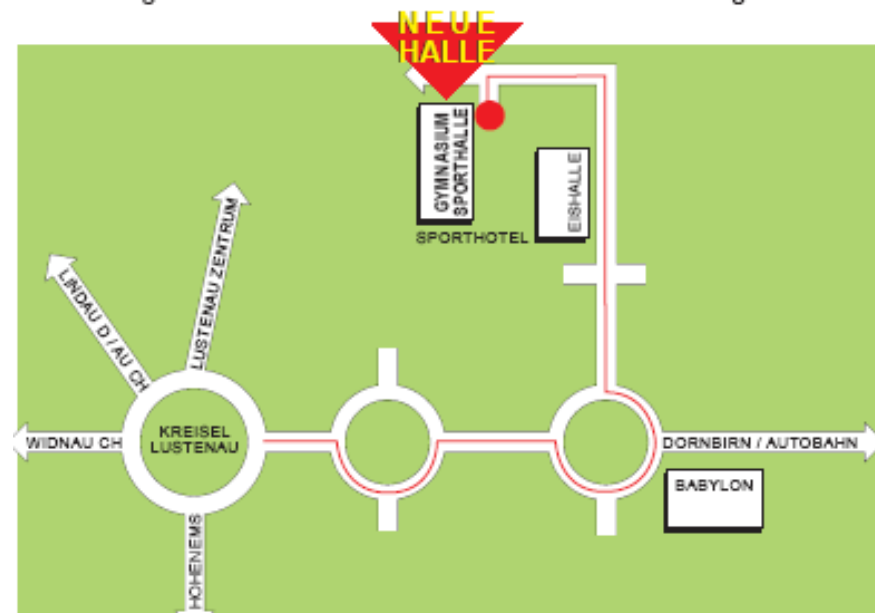 NEUE
HALLE
GYMNASIUM
SPORTHALLE
EISHALLE
SPORTHOTEL
LUSTENAU ZENTRUM
LINDAU D / AU CH
KREISEL
LUSTENAU
WIDNAU CH
DORNBIRN / AUTOBAHN
BABYLON
HOHENEMS